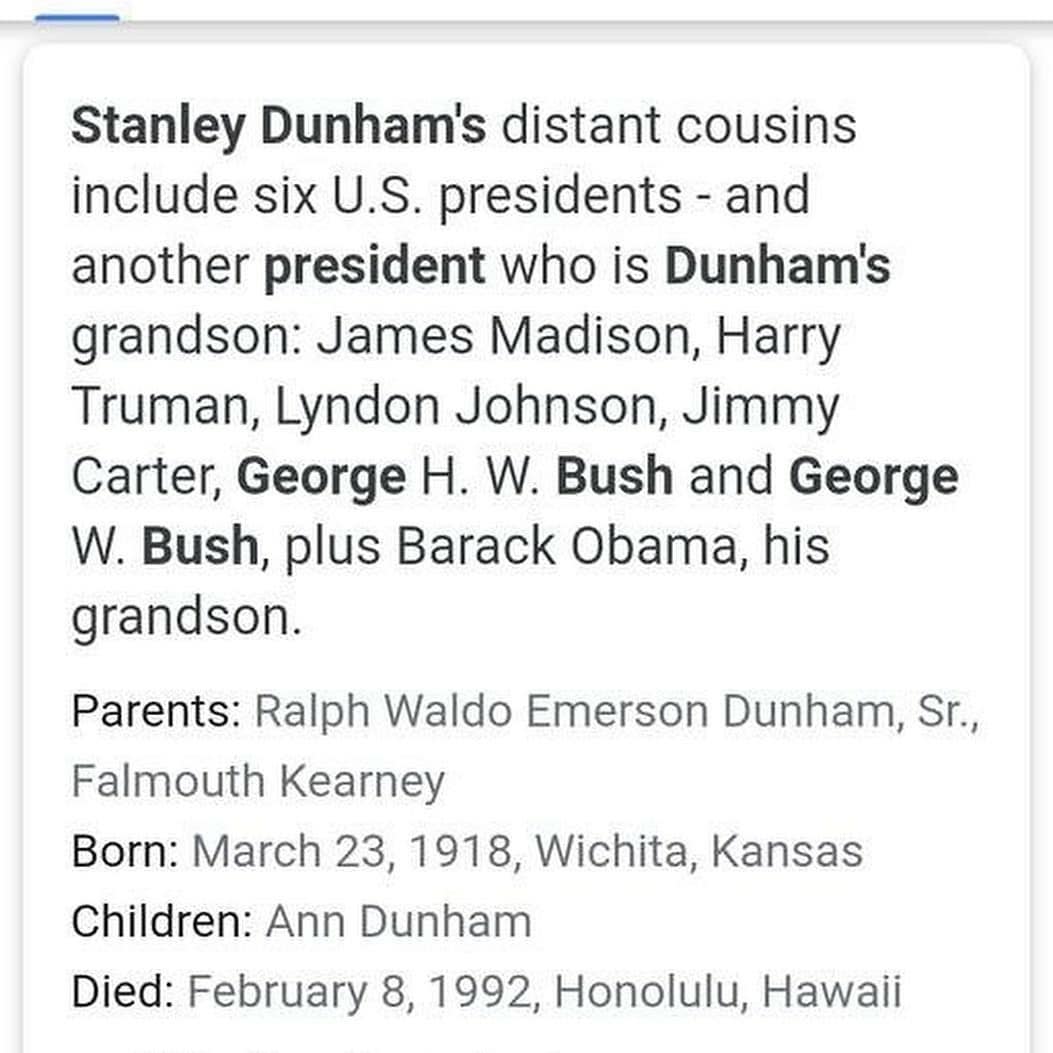 Stanley Dunham's distant cousins
include six U.S. presidents - and
another president who is Dunham's
grandson: James Madison, Harry
Truman, Lyndon Johnson, Jimmy
Carter, George H. W. Bush and George
W. Bush, plus Barack Obama, his
grandson.
Parents: Ralph Waldo Emerson Dunham, Sr.,
Falmouth Kearney
Born: March 23, 1918, Wichita, Kansas
Children: Ann Dunham
Died: February 8, 1992, Honolulu, Hawaii